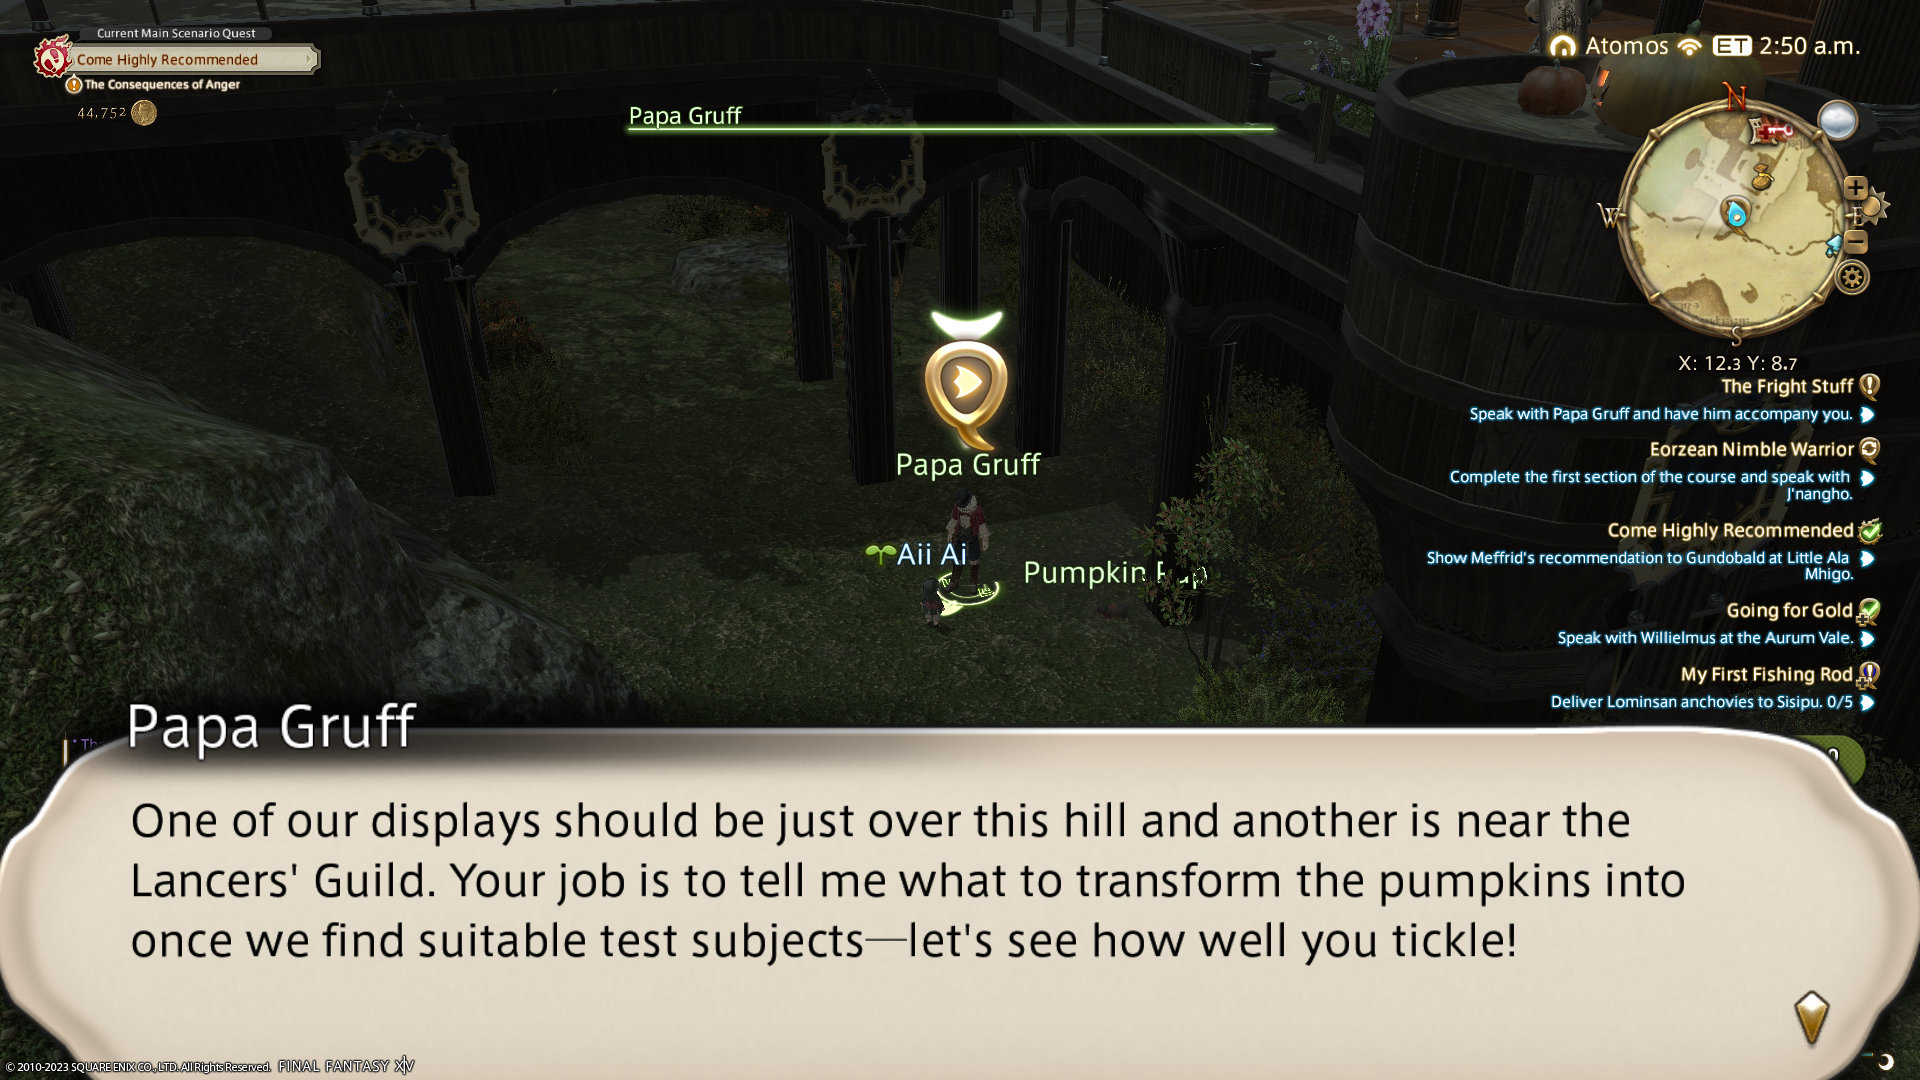 Current Main Scenario Quest
Come Highly Recommended
The Consequences of Anger
44,752
Papa Gruff
Atomos ET 2:50 a.m.
N
W
E
S
X: 12.3 Y: 8.7
The Fright Stuff
Speak with Papa Gruff and have him accompany you.
Eorzean Nimble Warrior
Complete the first section of the course and speak with
J'nangho.
Come Highly Recommended
Show Meffrid's recommendation to Gundobald at Little Ala
Mhigo.
Going for Gold
Speak with Willielmus at the Aurum Vale.
My First Fishing Rod
Deliver Lominsan anchovies to Sisipu. 0/5
Papa Gruff
Aii Ai
Pumpkin
Papa Gruff
One of our displays should be just over this hill and another is near the
Lancers' Guild. Your job is to tell me what to transform the pumpkins into
once we find suitable test subjects—let's see how well you tickle!
© 2010-2023 SQUARE ENIX CO., LTD. All Rights Reserved. FINAL FANTASY XIV